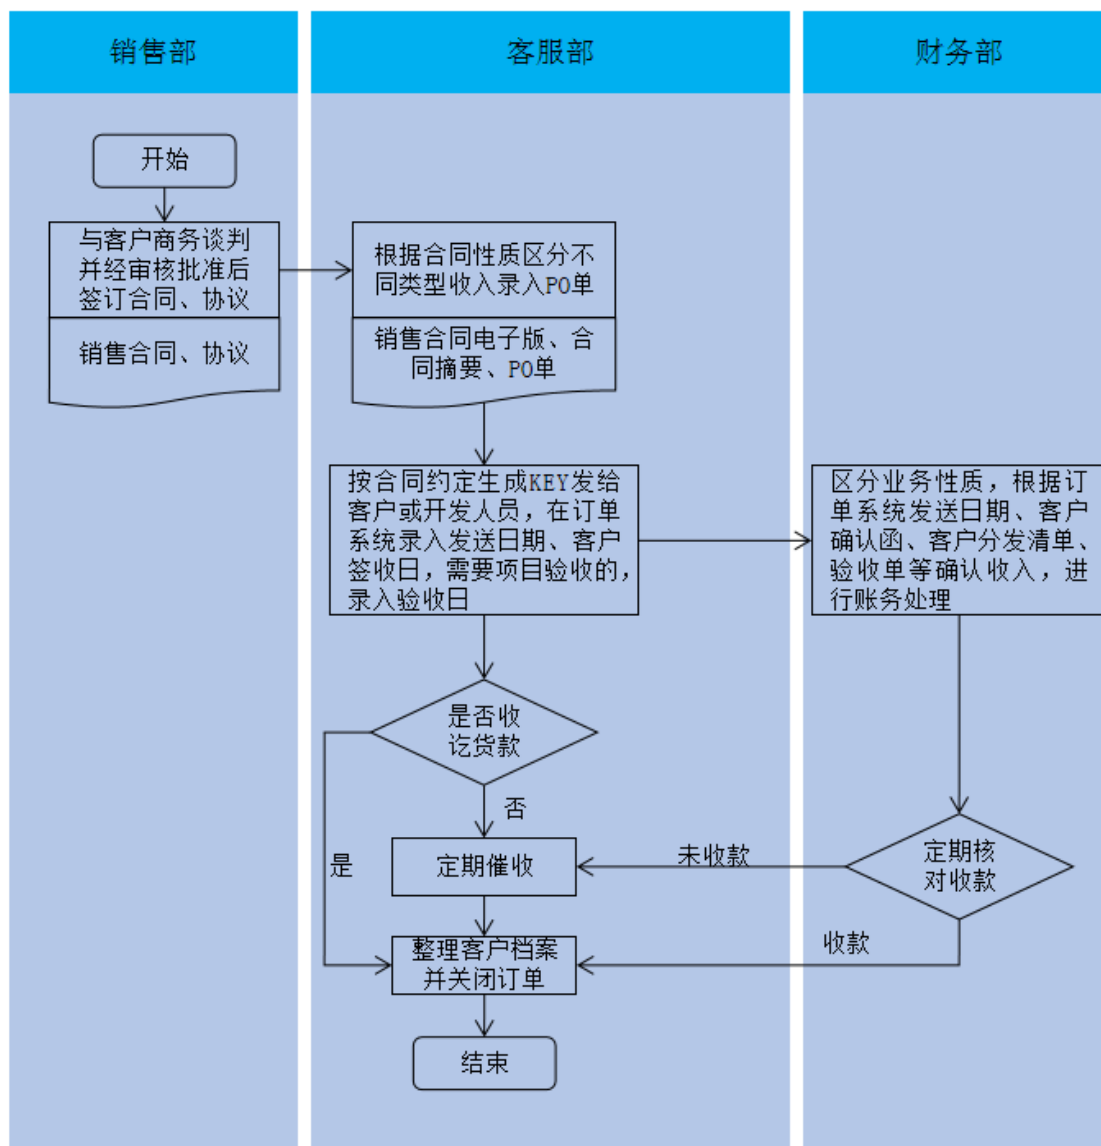 销售部
客服部
财务部
开始
与客户商务谈判
并经审核批准后
签订合同、协议
销售合同、协议
根据合同性质区分不
同类型收入录入PO单
销售合同电子版、合
同摘要、PO单
按合同约定生成KEY发给
客户或开发人员，在订单
系统录入发送日期、客户
签收日，需要项目验收的，
录入验收日
区分业务性质，根据订
单系统发送日期、客户
确认函、客户分发清单、
验收单等确认收入，进
行账务处理
是否收
讫货款
否
是
定期催收
未收款
定期核
对收款
收款
整理客户档案
并关闭订单
结束